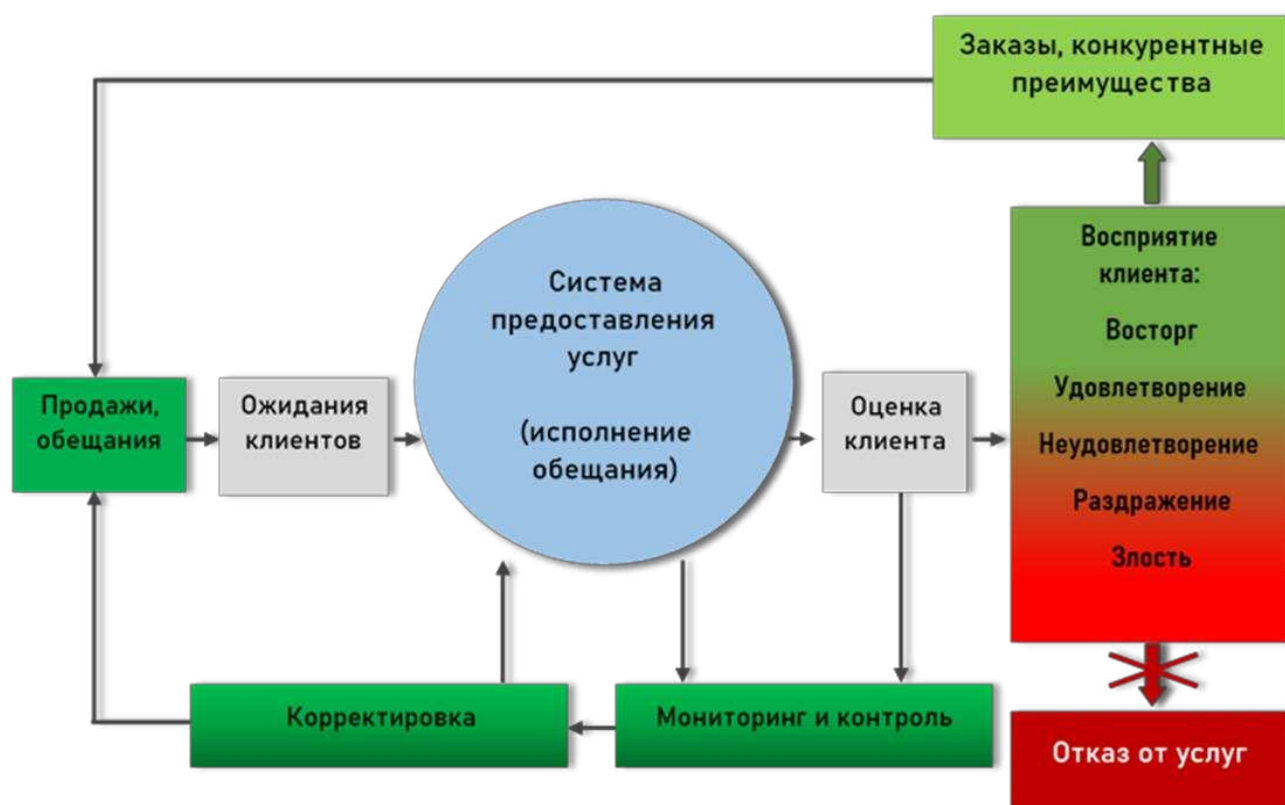 Заказы, конкурентные
преимущества
Восприятие
клиента:
Восторг
Удовлетворение
Неудовлетворение
Раздражение
Злость
Система
предоставления
услуг
(исполнение
обещания)
Продажи,
обещания
Ожидания
клиентов
Оценка
клиента
Корректировка
Мониторинг и контроль
Отказ от услуг